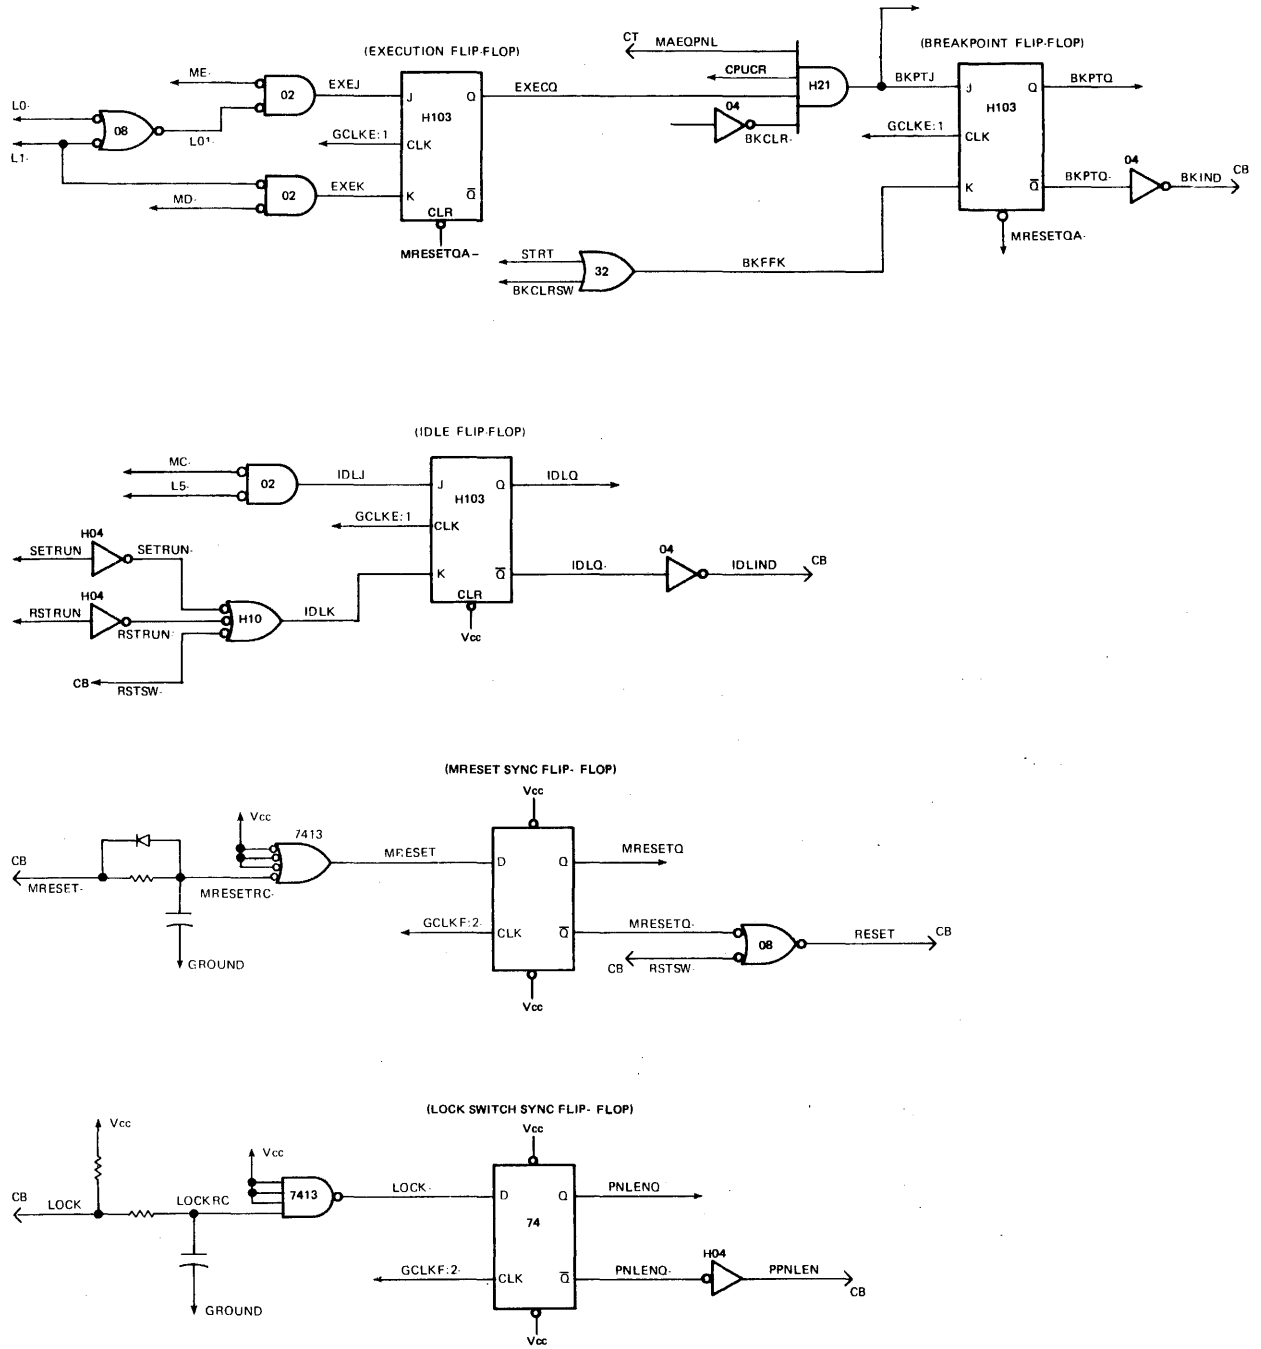 (EXECUTION FLIP-FLOP)
ME-
02
EXEJ
J
Q
EXECQ
L0-
08
L01-
H103
GCLKE:1
CLK
L1-
02
EXEK
K
Q
MD-
CLR
MRESETQA-
CT
MAEQPNL
CPUCR
H21
04
BKCLR-
(BREAKPOINT FLIP-FLOP)
BKPTJ
J
Q
BKPTQ
H103
GCLKE:1
CLK
K
Q
BKPTQ-
04
BKIND
CB
MRESETQA-
STRT
32
BKFFK
BKCLRSW
(IDLE FLIP-FLOP)
MC-
L5-
02
IDLJ
J
Q
IDLQ
H103
GCLKE:1
CLK
H04
SETRUN
SETRUN-
K
Q
IDLQ-
04
IDLIND
CB
CLR
H04
RSTRUN
RSTRUN-
H10
IDLK
Vcc
CB
RSTSW-
(MRESET SYNC FLIP- FLOP)
Vcc
Vcc
7413
CB
MRESET-
MRESETRC-
MRESET
D
Q
MRESETQ
GCLKF:2-
CLK
Q
MRESETQ-
08
RESET
CB
CB
RSTSW-
GROUND
Vcc
(LOCK SWITCH SYNC FLIP- FLOP)
Vcc
Vcc
Vcc
CB
LOCK
LOCKRC
7413
LOCK-
D
Q
PNLENQ
74
GCLKF:2-
CLK
Q
PNLENQ-
H04
PPNLEN
CB
GROUND
Vcc